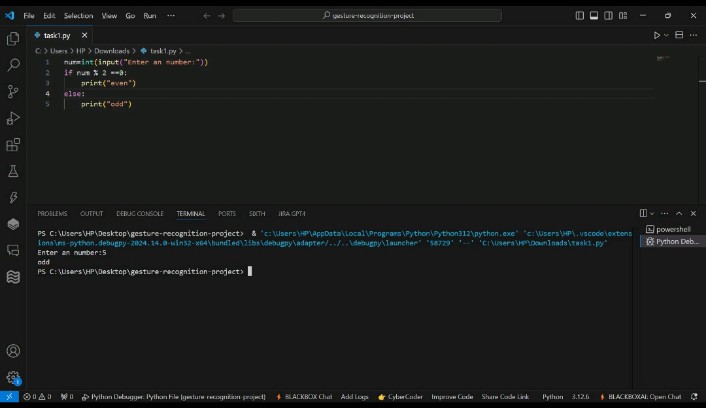 File Edit Selection View Go Run ...
gesture-recognition-project
task1.py
C: > Users > HP > Downloads > task1.py > ...
1 num=int(input("Enter an number:"))
2 if num % 2 ==0:
3 print("even")
4 else:
5 print("odd")
PROBLEMS OUTPUT DEBUG CONSOLE TERMINAL PORTS SIXTH JIRA GPT4
PS C:\Users\HP\Desktop\gesture-recognition-project> & 'c:\Users\HP\AppData\Local\Programs\Python\Python312\python.exe' 'c:\Users\HP\.vscode\extens
ions\ms-python.debugpy-2024.14.0-win32-x64\bundled\libs\debugpy\adapter/../..\debugpy\launcher' '58729' '--' 'C:\Users\HP\Downloads\task1.py'
Enter an number:5
odd
PS C:\Users\HP\Desktop\gesture-recognition-project>
powershell
Python Deb...
0 0 0 Python Debugger: Python File (gesture-recognition-project) BLACKBOX Chat Add Logs CyberCoder Improve Code Share Code Link Python 3.12.6 BLACKBOXAI: Open Chat